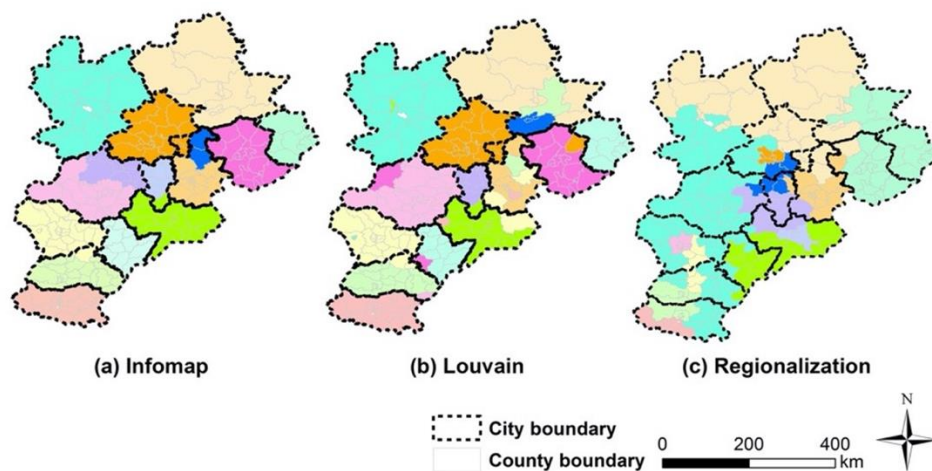 (a) Infomap
(b) Louvain
(c) Regionalization
City boundary
County boundary
0 200 400
km
N